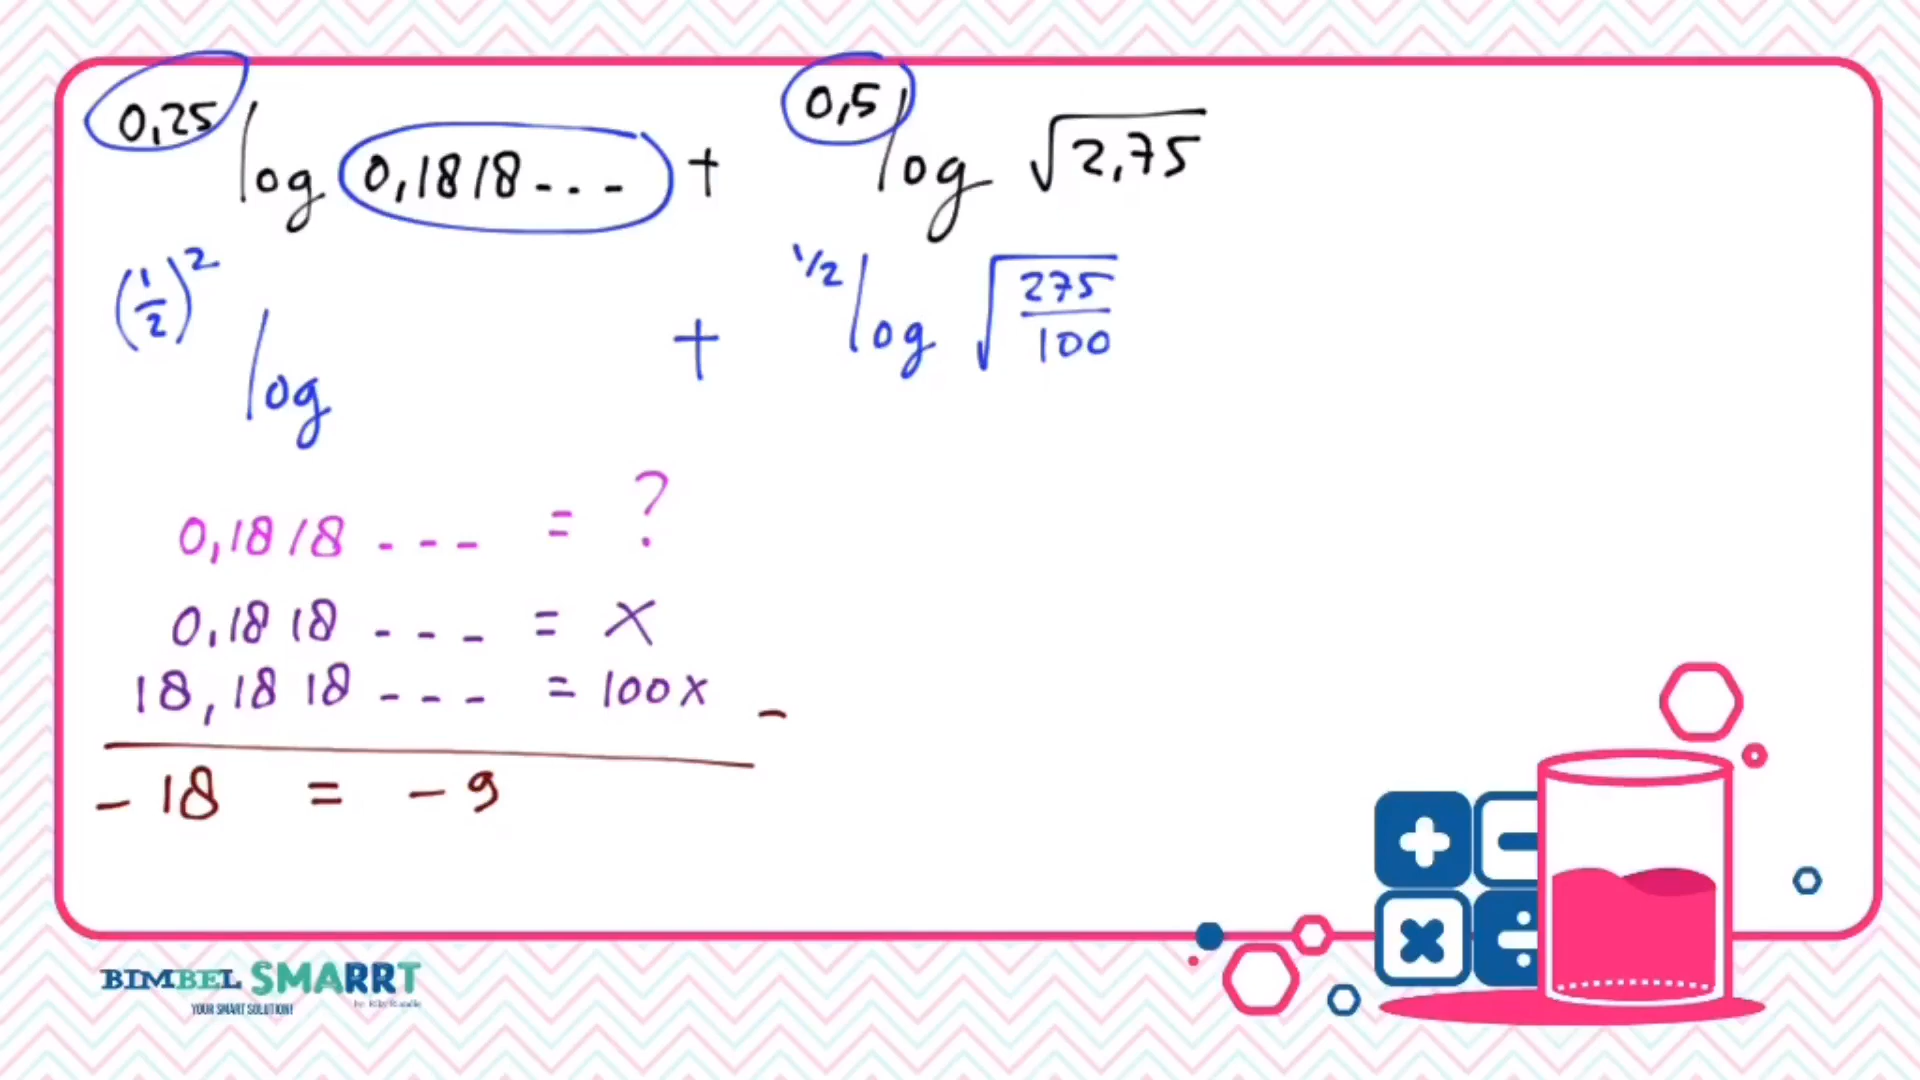 0,25 log 0,1818... + 0,5 log √2,75
(1/2)² log + 1/2 log √275/100
0,1818 --- = ?
0,1818 --- = x
18,1818 --- = 100x -
-18 = -9
BIMBEL SMARRT
YOUR SMART SOLUTION!